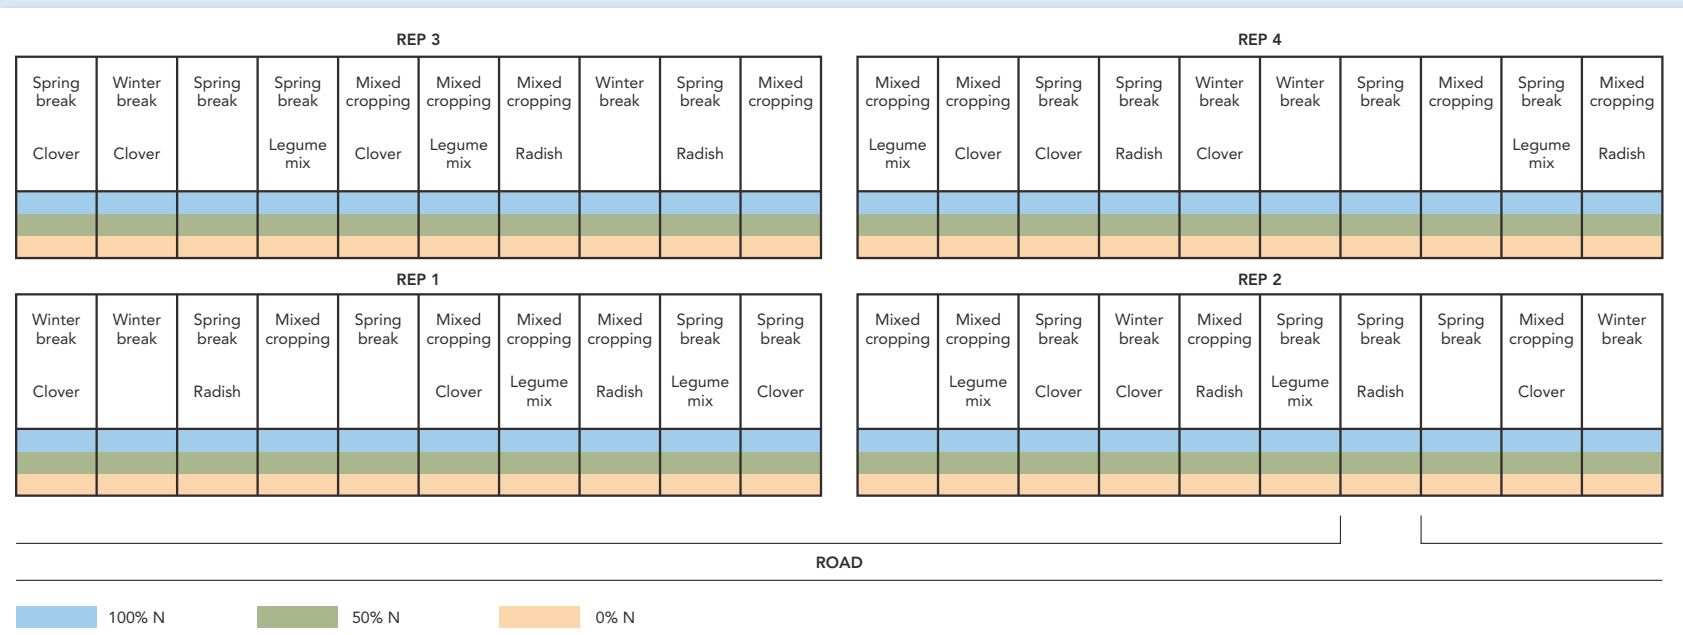 REP 3
Spring break Clover
Winter break Clover
Spring break
Spring break Legume mix
Mixed cropping Clover
Mixed cropping Legume mix
Mixed cropping Radish
Winter break
Spring break Radish
Mixed cropping
REP 4
Mixed cropping Legume mix
Mixed cropping Clover
Spring break Clover
Spring break Radish
Winter break Clover
Winter break
Spring break
Mixed cropping
Spring break Legume mix
Mixed cropping Radish
REP 1
Winter break Clover
Winter break
Spring break Radish
Mixed cropping
Spring break
Mixed cropping Clover
Mixed cropping Legume mix
Mixed cropping Radish
Spring break Legume mix
Spring break Clover
REP 2
Mixed cropping
Mixed cropping Legume mix
Spring break Clover
Winter break Clover
Mixed cropping Radish
Spring break Legume mix
Spring break Radish
Spring break
Mixed cropping Clover
Winter break
ROAD
100% N
50% N
0% N